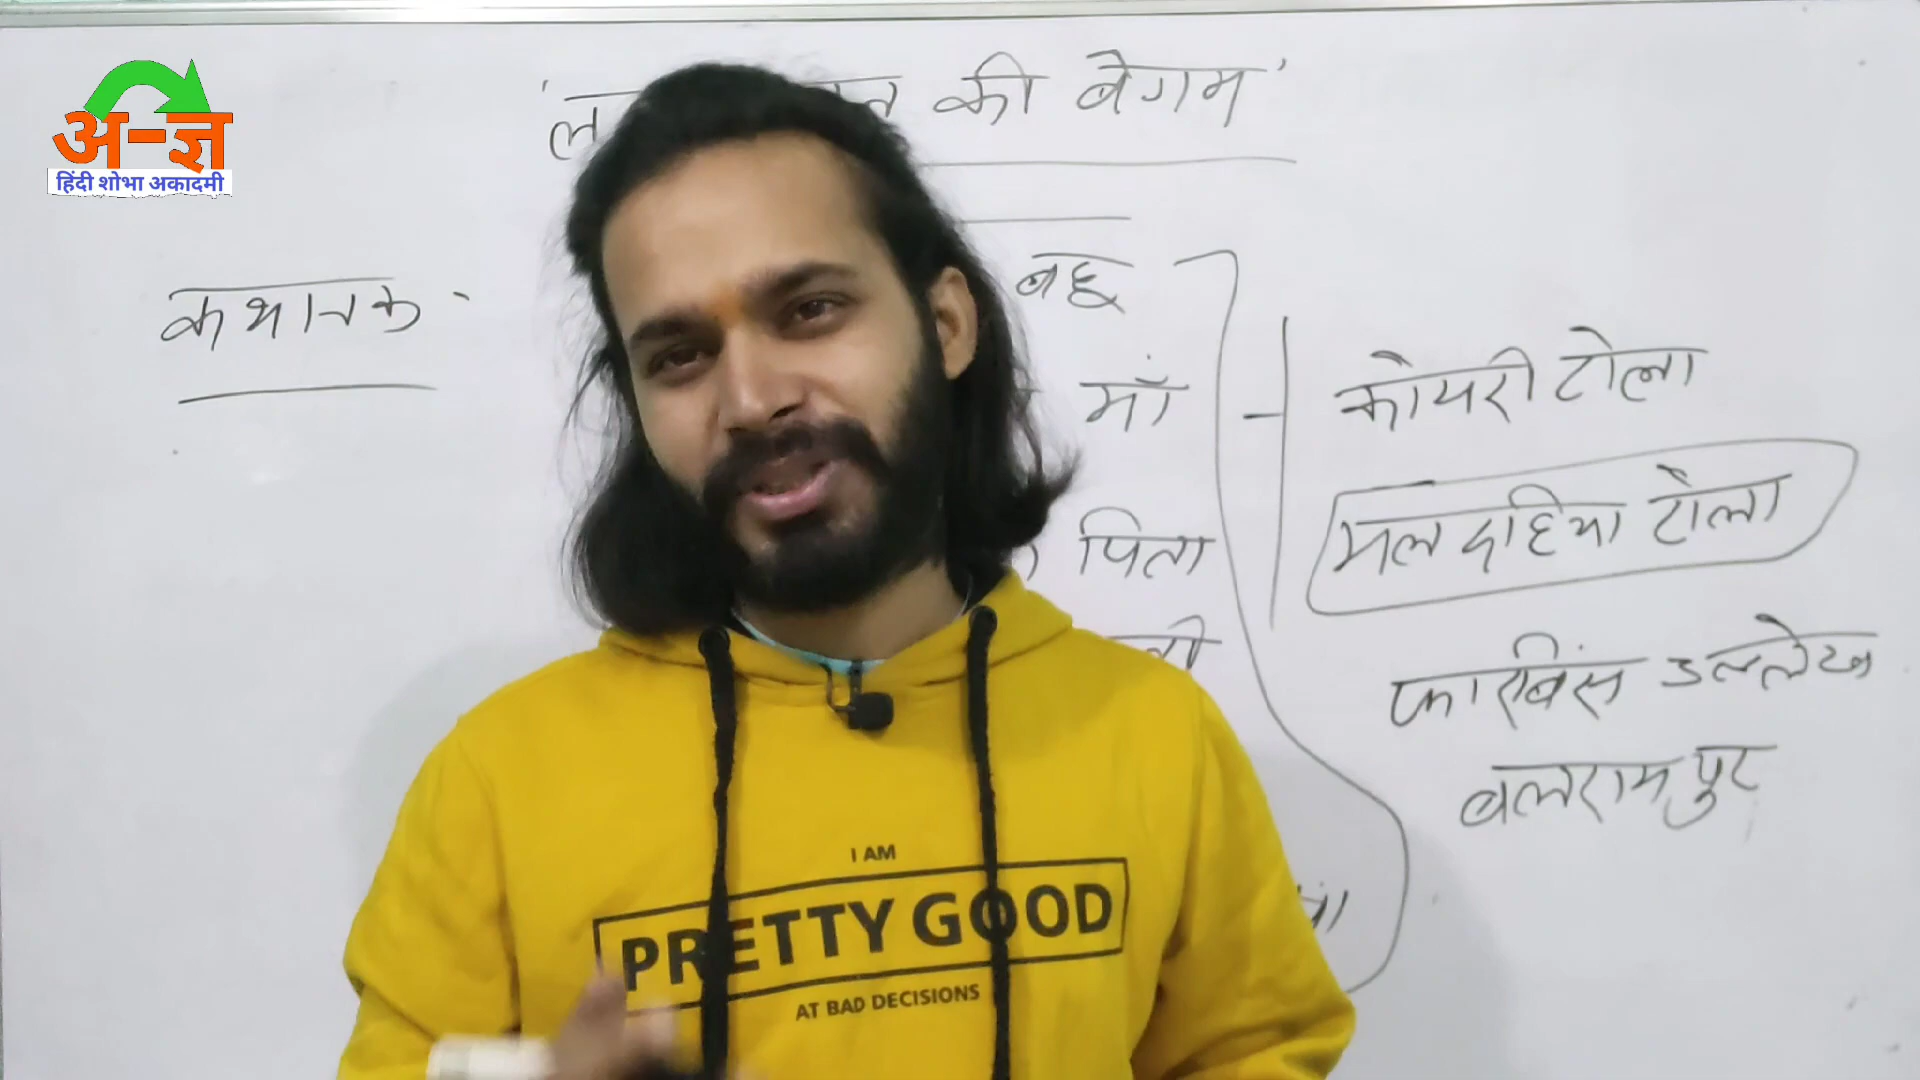 अ-ज्ञ
हिंदी शोभा अकादमी
की बेगम'
कथानक
बहू
माँ
कोयरी टोला
मलदहिया टोला
पिता
फारबिंस उल्लेख
बलरामपुर
I AM
PRETTY GOOD
AT BAD DECISIONS